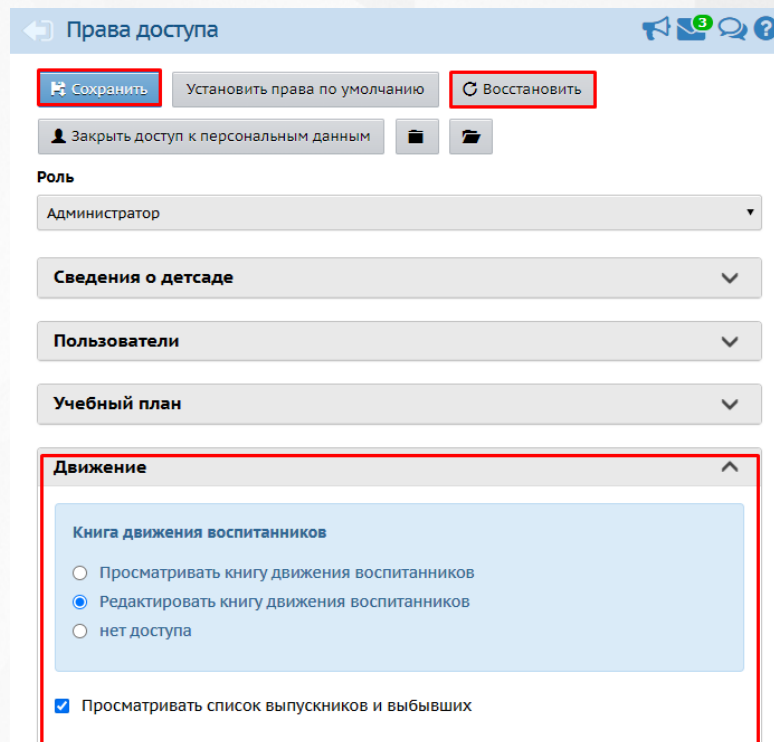 Права доступа
3
?
Сохранить
Установить права по умолчанию
Восстановить
Закрыть доступ к персональным данным
Роль
Администратор
Сведения о детсаде
Пользователи
Учебный план
Движение
Книга движения воспитанников
Просматривать книгу движения воспитанников
Редактировать книгу движения воспитанников
нет доступа
Просматривать список выпускников и выбывших